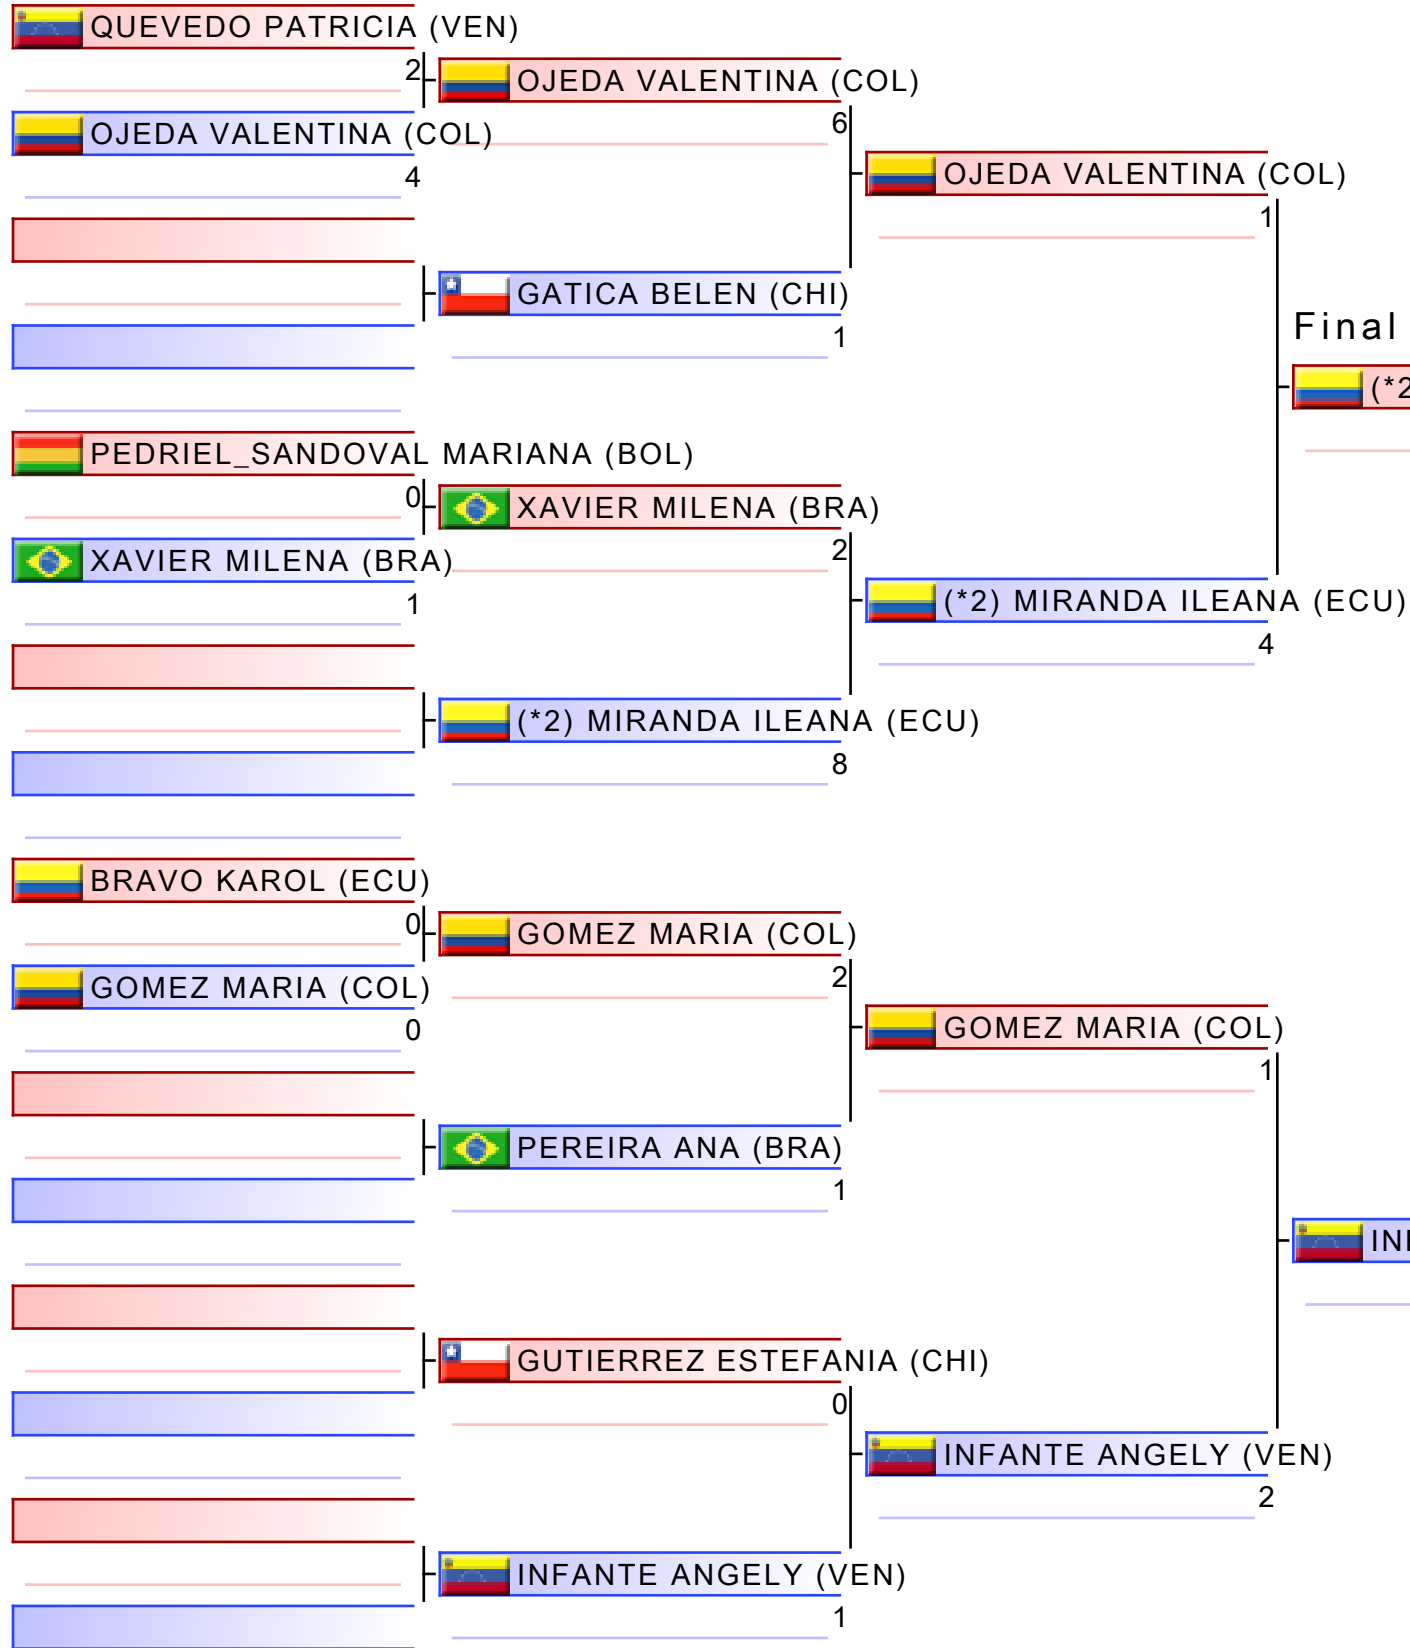 QUEVEDO PATRICIA (VEN)
2
OJEDA VALENTINA (COL)
OJEDA VALENTINA (COL)
6
4
OJEDA VALENTINA (COL)
1
GATICA BELEN (CHI)
1
Final
(*2
PEDRIEL_SANDOVAL MARIANA (BOL)
0
XAVIER MILENA (BRA)
XAVIER MILENA (BRA)
2
1
(*2) MIRANDA ILEANA (ECU)
4
(*2) MIRANDA ILEANA (ECU)
8
BRAVO KAROL (ECU)
0
GOMEZ MARIA (COL)
GOMEZ MARIA (COL)
2
0
GOMEZ MARIA (COL)
1
PEREIRA ANA (BRA)
1
GUTIERREZ ESTEFANIA (CHI)
0
INFANTE ANGELY (VEN)
2
INFANTE ANGELY (VEN)
1